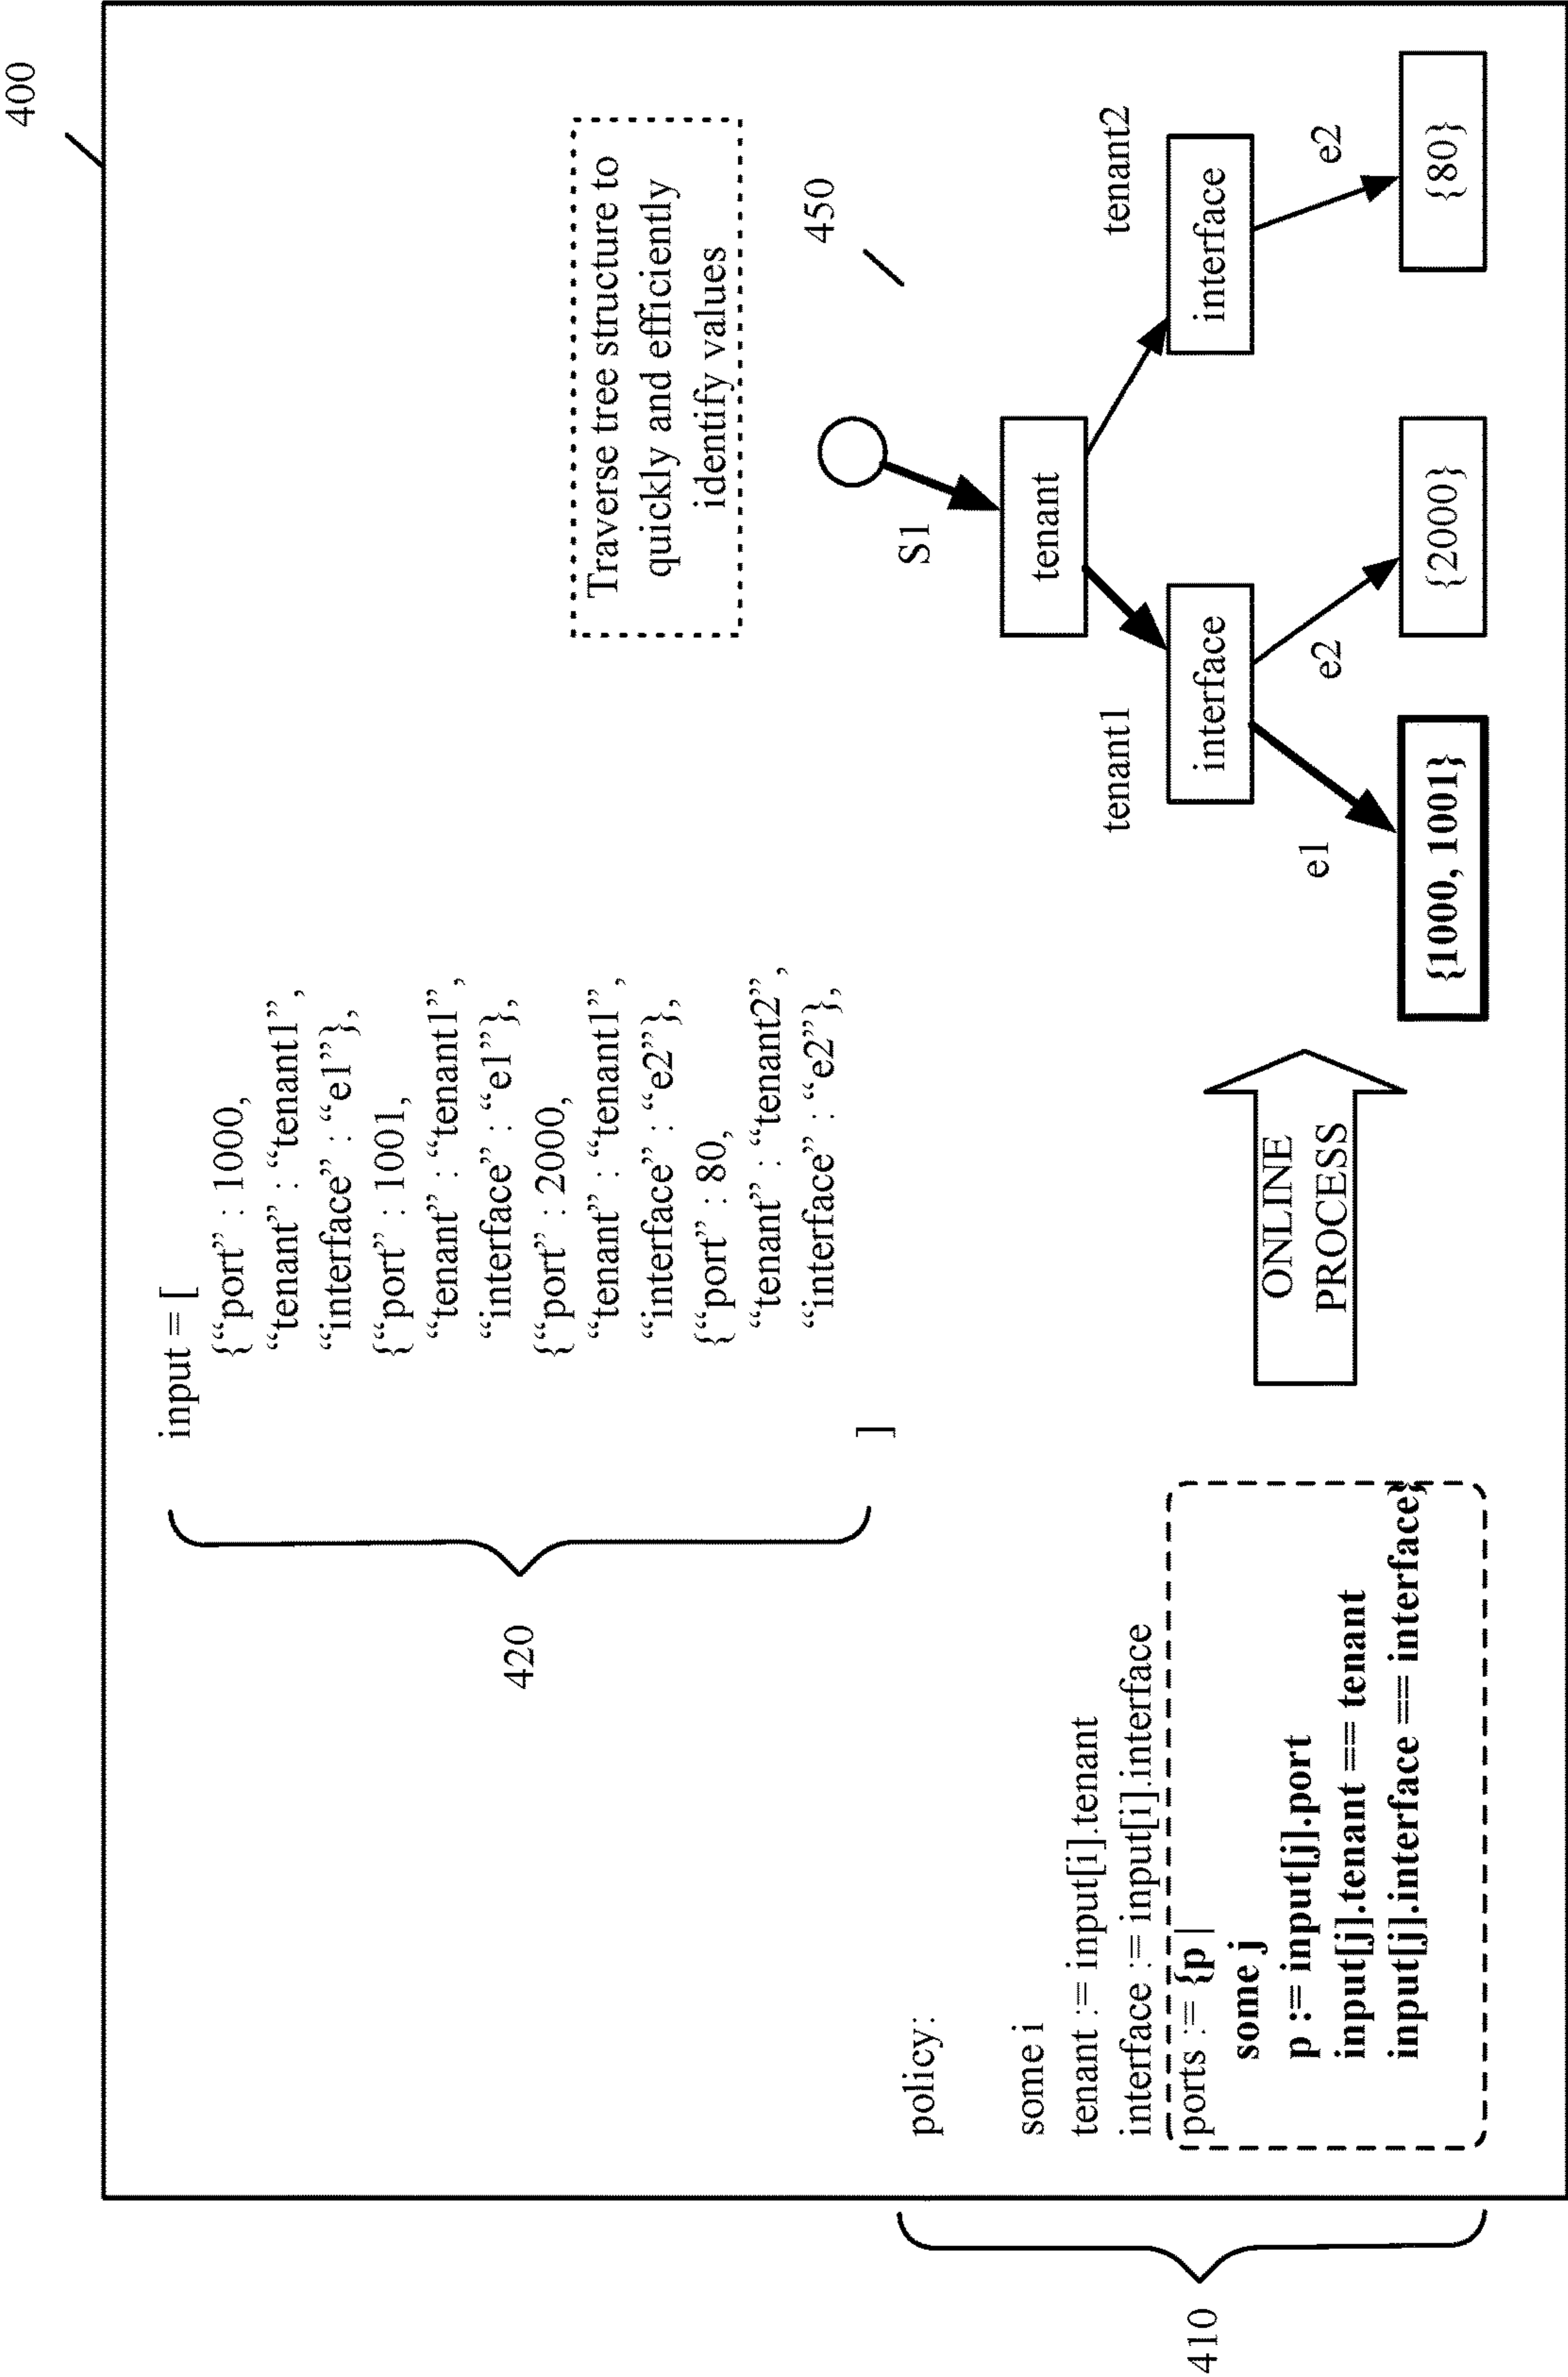 400
input = [
{“port” : 1000,
“tenant” : “tenant1”,
“interface” : “e1”},
{“port” : 1001,
“tenant” : “tenant1”,
“interface” : “e1”},
{“port” : 2000,
“tenant” : “tenant1”,
“interface” : “e2”},
{“port” : 80,
“tenant” : “tenant2”,
“interface” : “e2”},
]
420
Traverse tree structure to
quickly and efficiently
identify values
450
policy:
some i
tenant := input[i].tenant
interface := input[i].interface
ports := {p |
some j
p := input[j].port
input[j].tenant == tenant
input[j].interface == interface}
410
ONLINE
PROCESS
S1
tenant
tenant1
tenant2
interface
interface
e1
e2
e2
{1000, 1001}
{2000}
{80}